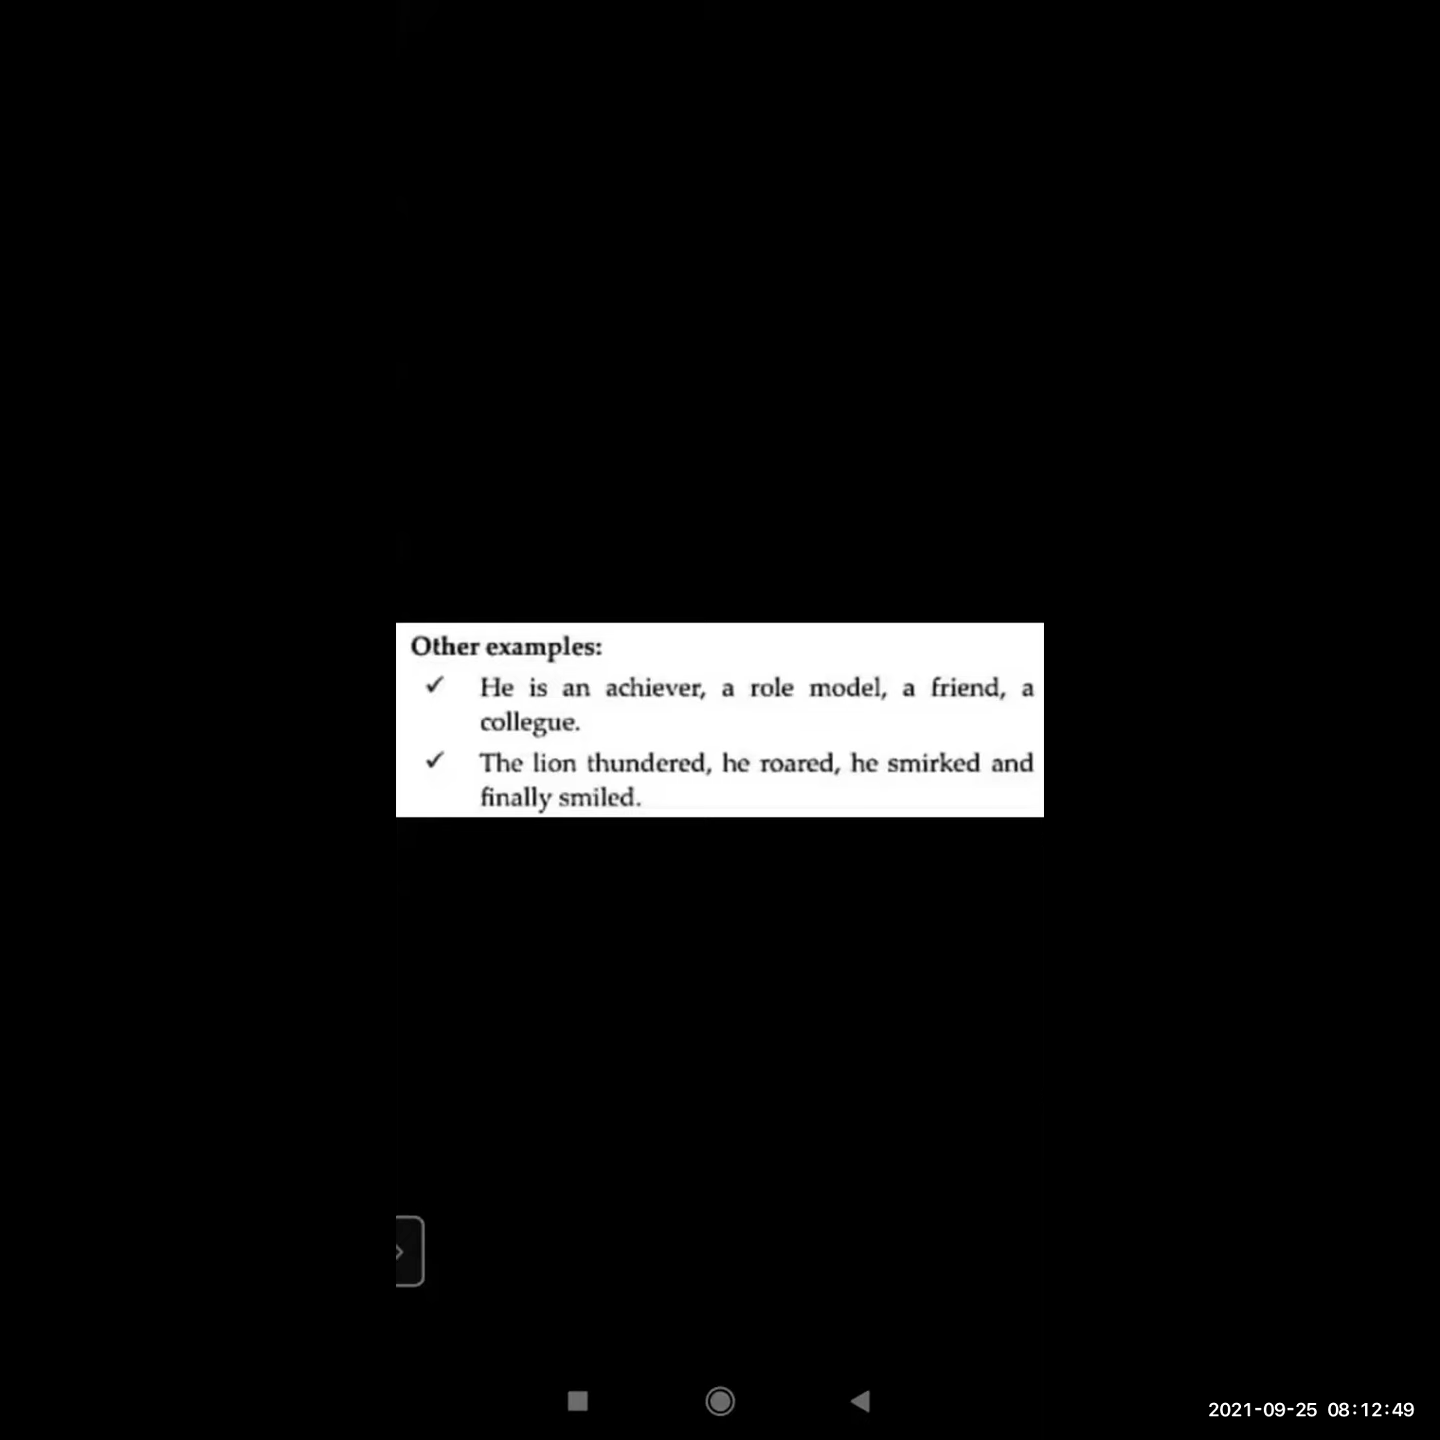 Other examples:
✓ He is an achiever, a role model, a friend, a
collegue.
✓ The lion thundered, he roared, he smirked and
finally smiled.
2021-09-25 08:12:49